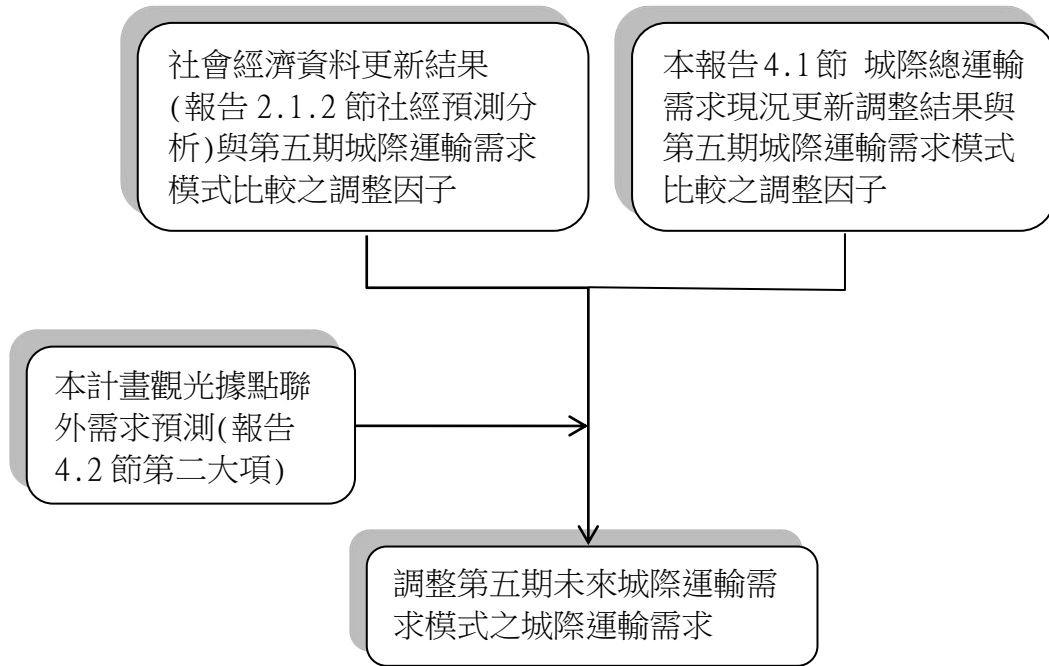 社會經濟資料更新結果
(報告 2.1.2 節社經預測分
析)與第五期城際運輸需求
模式比較之調整因子
本報告 4.1 節 城際總運輸
需求現況更新調整結果與
第五期城際運輸需求模式
比較之調整因子
本計畫觀光據點聯
外需求預測(報告
4.2 節第二大項)
調整第五期未來城際運輸需
求模式之城際運輸需求